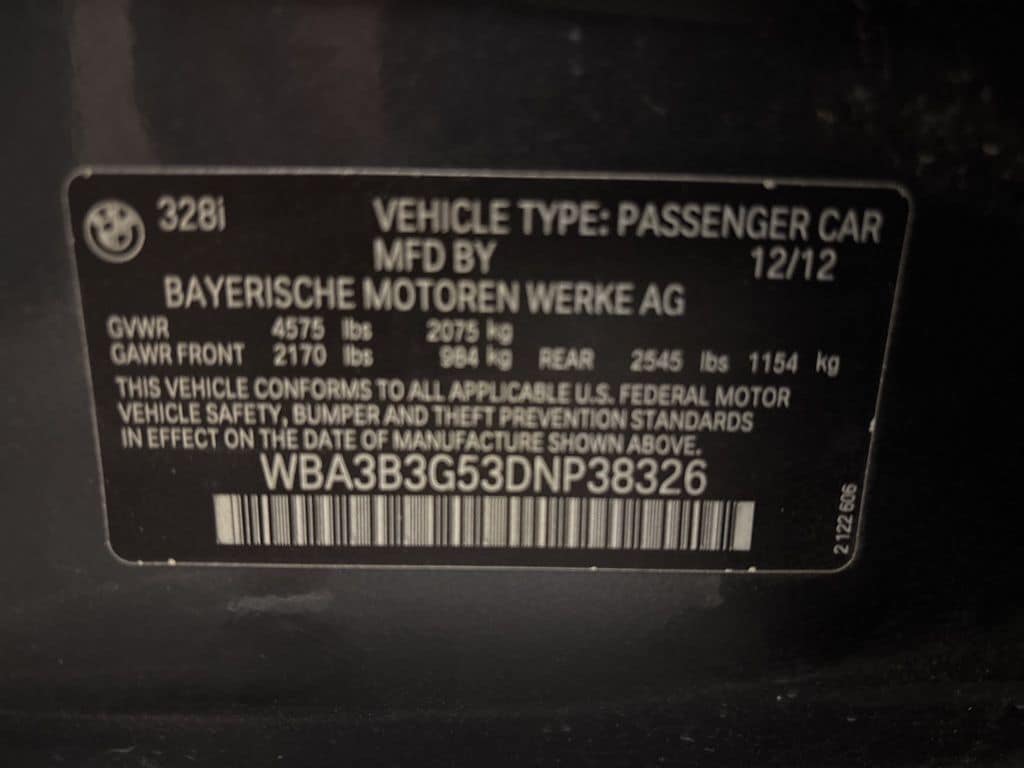 328i VEHICLE TYPE: PASSENGER CAR
MFD BY 12/12
BAYERISCHE MOTOREN WERKE AG
GVWR 4575 lbs 2075 kg
GAWR FRONT 2170 lbs 984 kg REAR 2545 lbs 1154 kg
THIS VEHICLE CONFORMS TO ALL APPLICABLE U.S. FEDERAL MOTOR
VEHICLE SAFETY, BUMPER AND THEFT PREVENTION STANDARDS
IN EFFECT ON THE DATE OF MANUFACTURE SHOWN ABOVE.
WBA3B3G53DNP38326
2 122 606